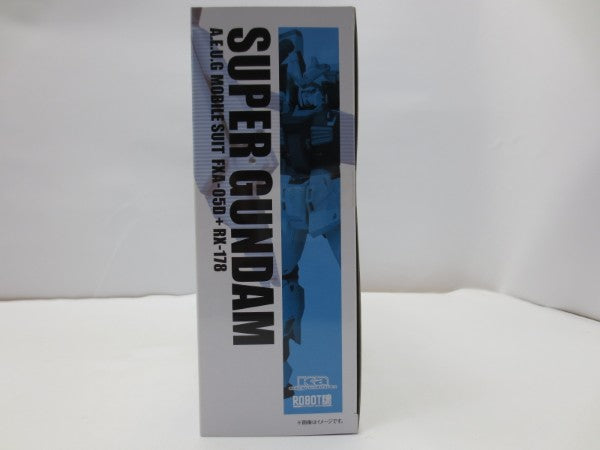 SUPER GUNDAM
A.E.U.G MOBILE SUIT FXA-05D + RX-178
Ka
ROBOT魂
※画像はイメージです。